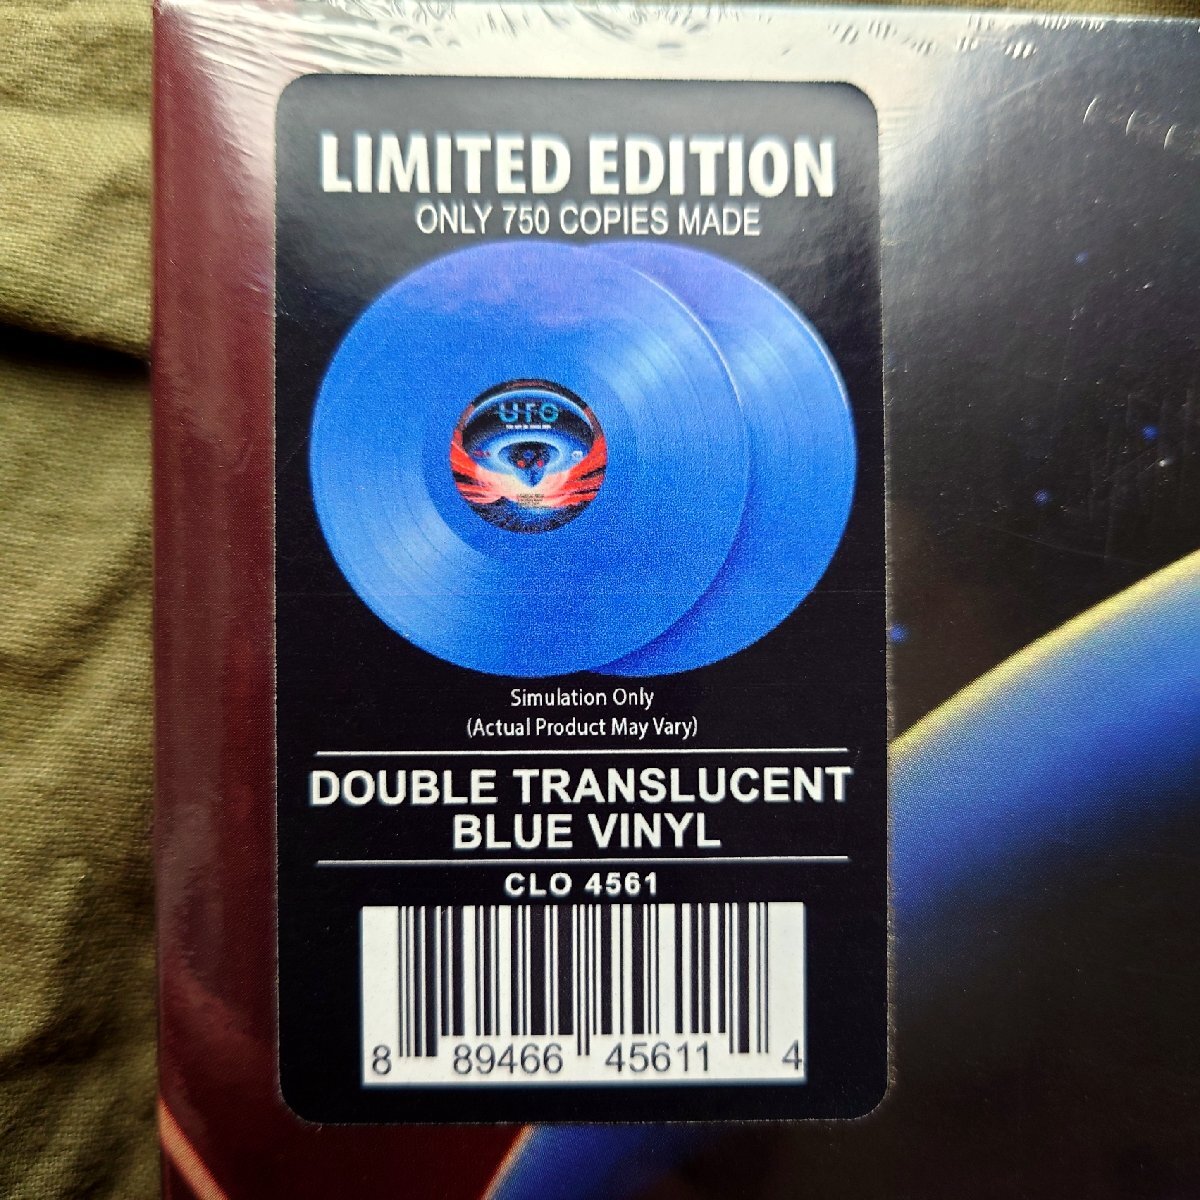 LIMITED EDITION
ONLY 750 COPIES MADE
UFO
Simulation Only
(Actual Product May Vary)
DOUBLE TRANSLUCENT
BLUE VINYL
CLO 4561
8 89466 45611 4